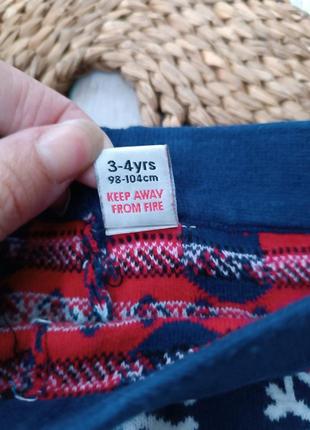 3-4yrs
98-104cm
KEEP AWAY
FROM FIRE